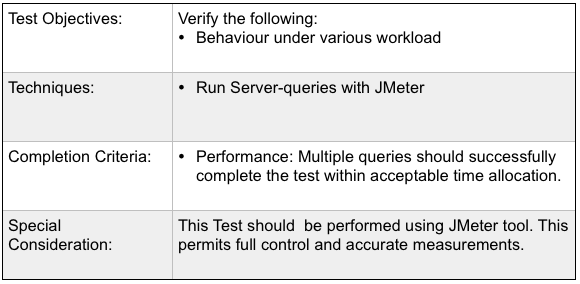 Test Objectives:
Verify the following:
• Behaviour under various workload
Techniques:
• Run Server-queries with JMeter
Completion Criteria:
• Performance: Multiple queries should successfully
complete the test within acceptable time allocation.
Special
Consideration:
This Test should  be performed using JMeter tool. This
permits full control and accurate measurements.